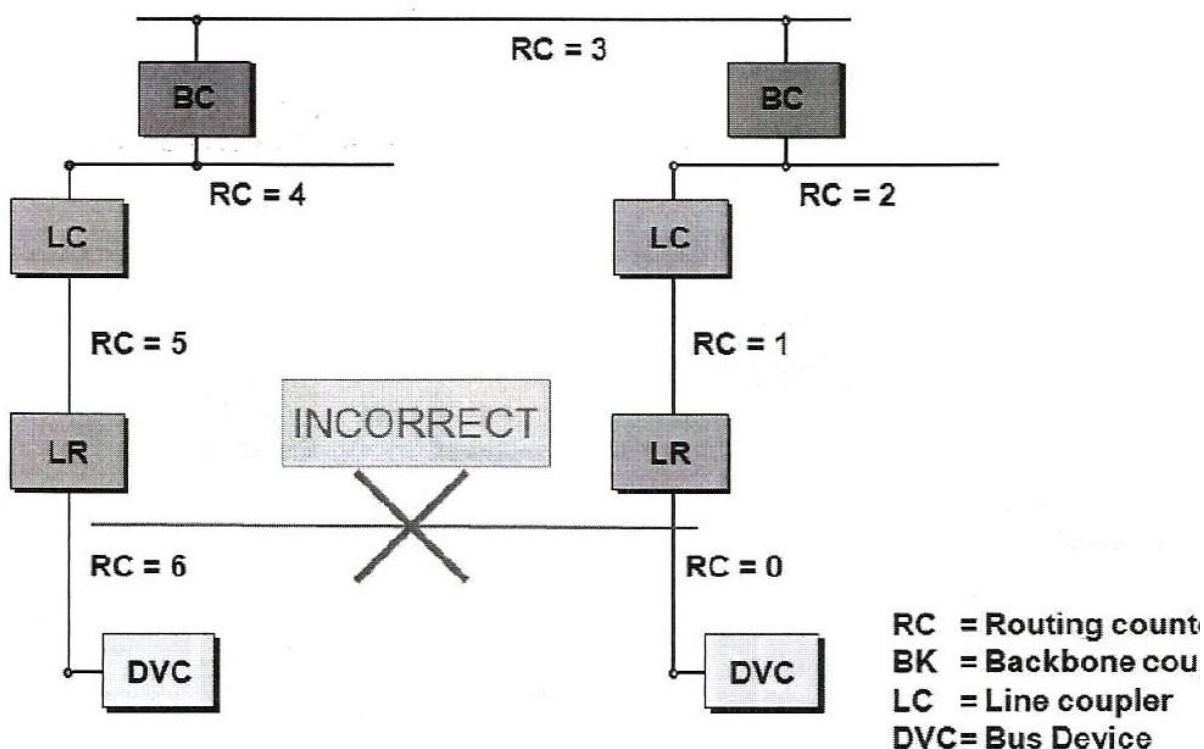 RC = 3
BC
BC
RC = 4
RC = 2
LC
LC
RC = 5
RC = 1
INCORRECT
LR
LR
RC = 6
RC = 0
DVC
DVC
RC = Routing counte
BK = Backbone cou
LC = Line coupler
DVC= Bus Device